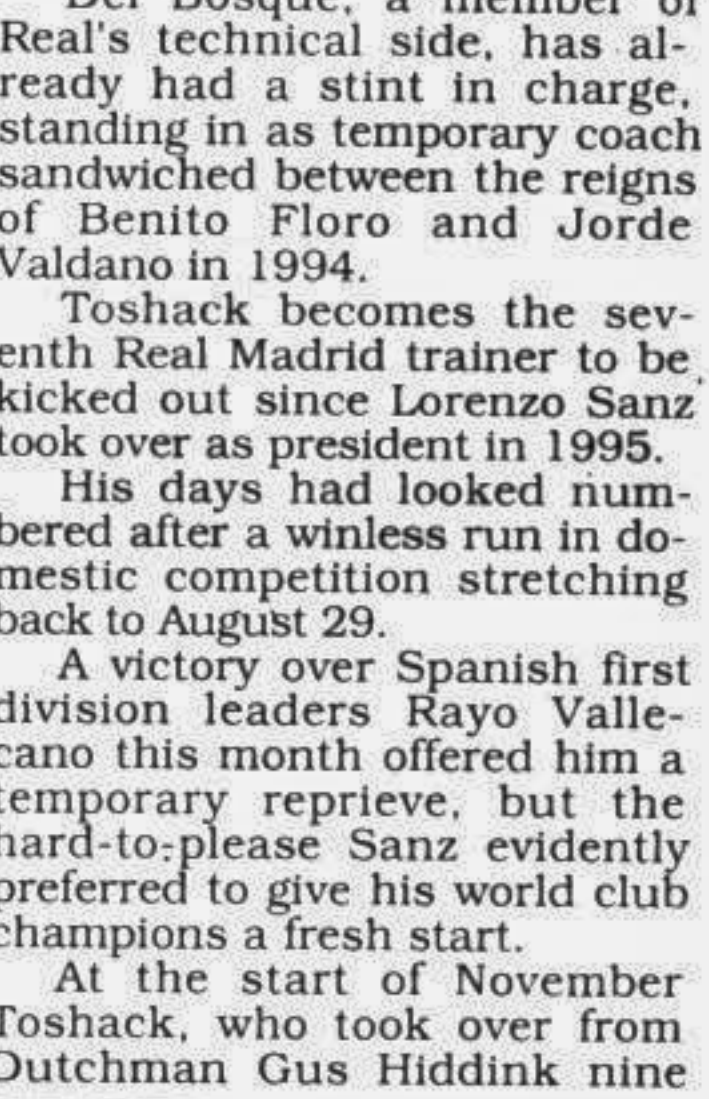 Del Bosque, a member of
Real's technical side, has al-
ready had a stint in charge,
standing in as temporary coach
sandwiched between the reigns
of Benito Floro and Jorde
Valdano in 1994.
Toshack becomes the sev-
enth Real Madrid trainer to be
kicked out since Lorenzo Sanz
took over as president in 1995.
His days had looked num-
bered after a winless run in do-
mestic competition stretching
back to August 29.
A victory over Spanish first
division leaders Rayo Valle-
cano this month offered him a
temporary reprieve, but the
hard-to-please Sanz evidently
preferred to give his world club
champions a fresh start.
At the start of November
Toshack, who took over from
Dutchman Gus Hiddink nine